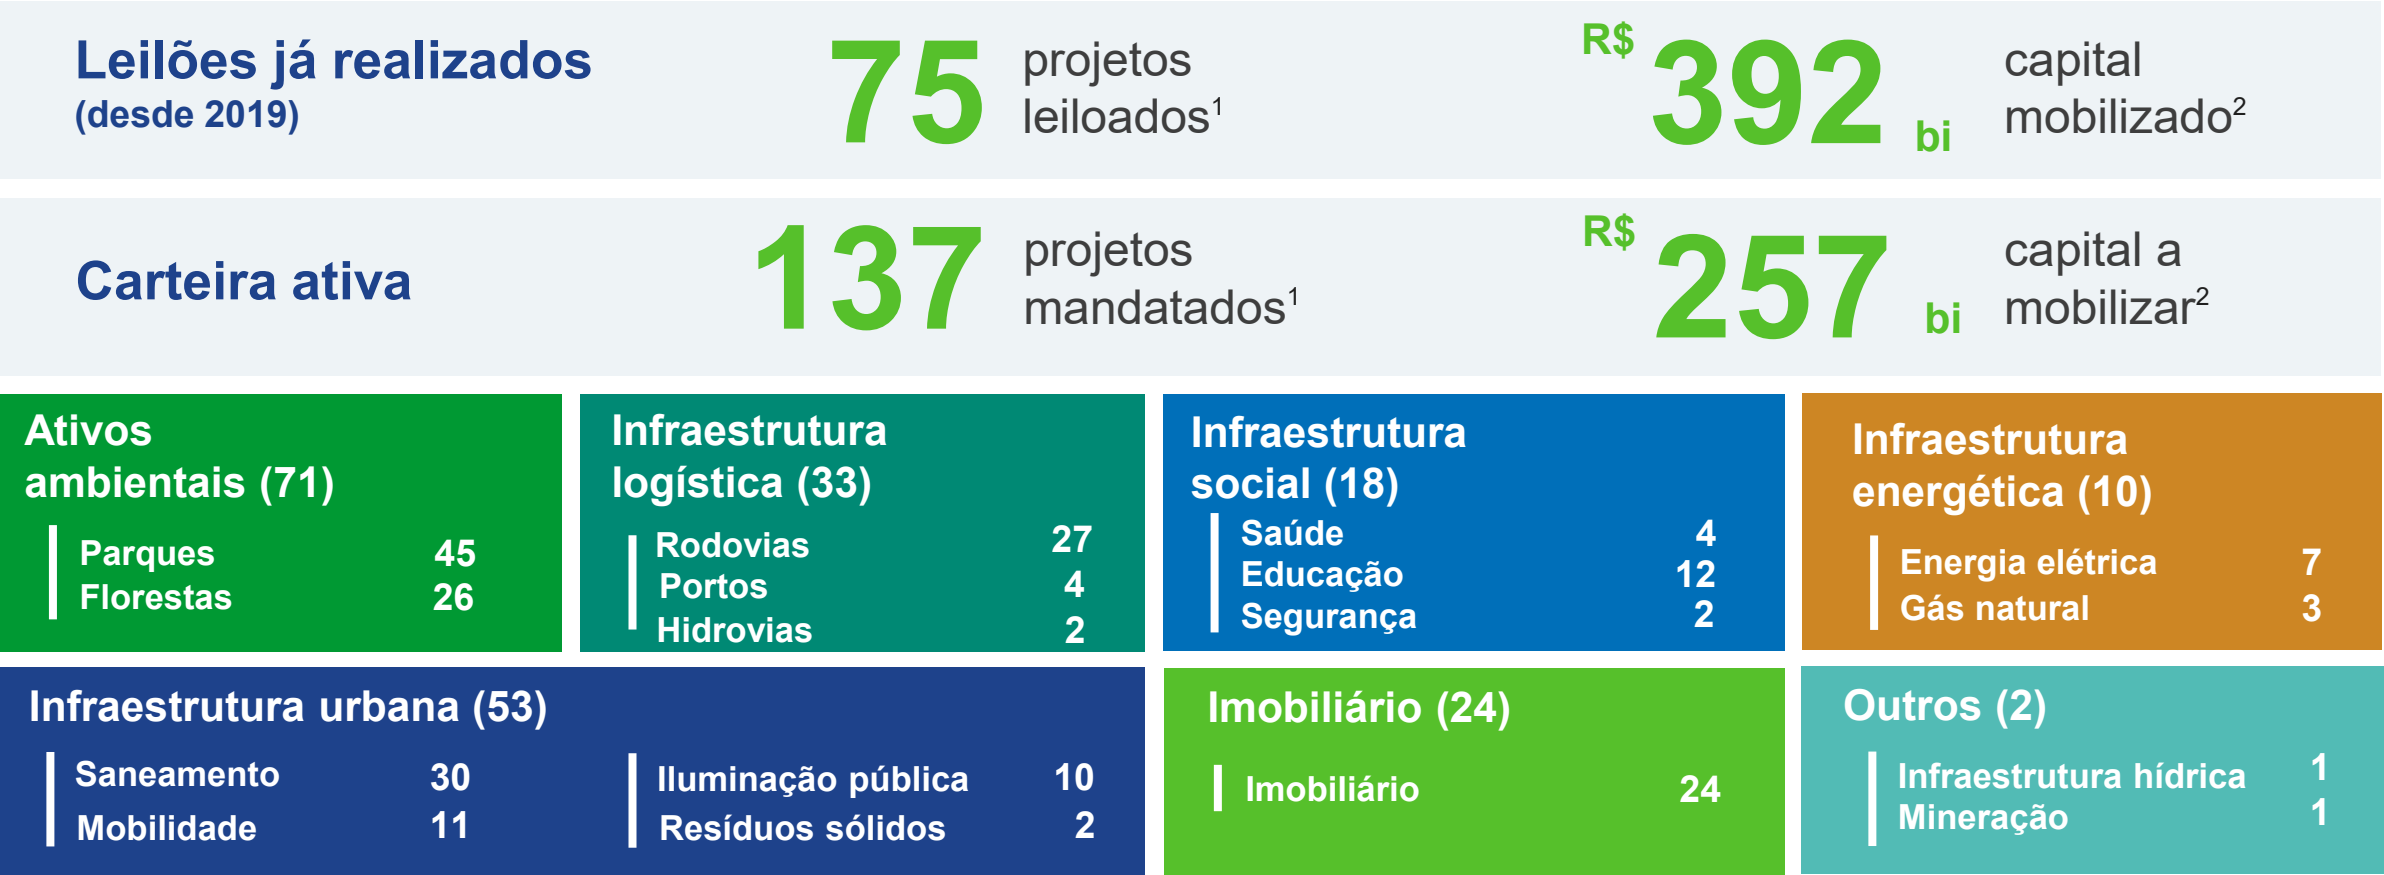 Leilões já realizados
(desde 2019)
75
projetos
leiloados¹
R$ 392 bi
capital
mobilizado²
Carteira ativa
137
projetos
mandatados¹
R$ 257 bi
capital a
mobilizar²
Ativos
ambientais (71)
Parques 45
Florestas 26
Infraestrutura
logística (33)
Rodovias 27
Portos 4
Hidrovias 2
Infraestrutura
social (18)
Saúde 4
Educação 12
Segurança 2
Infraestrutura
energética (10)
Energia elétrica 7
Gás natural 3
Infraestrutura urbana (53)
Saneamento 30
Mobilidade 11
Iluminação pública 10
Resíduos sólidos 2
Imobiliário (24)
Imobiliário 24
Outros (2)
Infraestrutura hídrica 1
Mineração 1